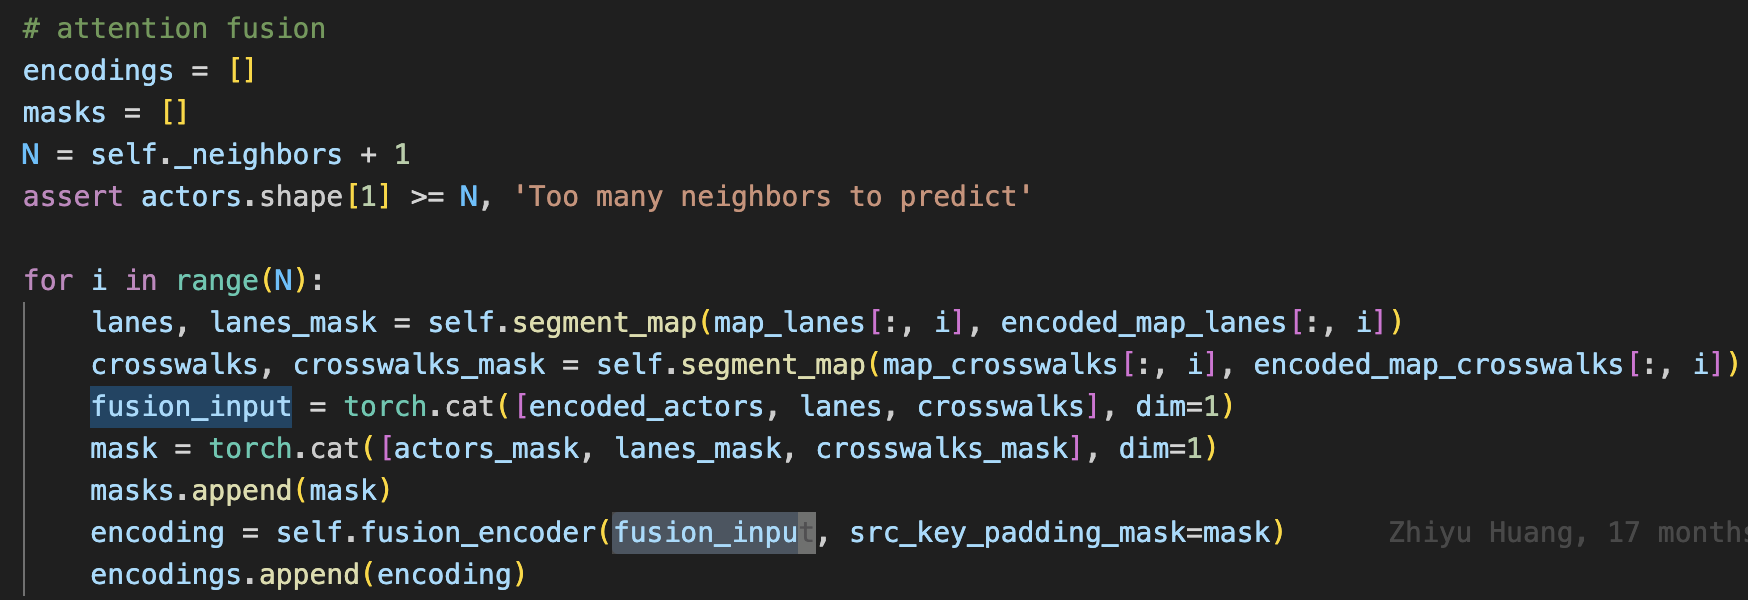 # attention fusion
encodings = []
masks = []
N = self._neighbors + 1
assert actors.shape[1] >= N, 'Too many neighbors to predict'
for i in range(N):
lanes, lanes_mask = self.segment_map(map_lanes[:, i], encoded_map_lanes[:, i])
crosswalks, crosswalks_mask = self.segment_map(map_crosswalks[:, i], encoded_map_crosswalks[:, i])
fusion_input = torch.cat([encoded_actors, lanes, crosswalks], dim=1)
mask = torch.cat([actors_mask, lanes_mask, crosswalks_mask], dim=1)
masks.append(mask)
encoding = self.fusion_encoder(fusion_input, src_key_padding_mask=mask) Zhiyu Huang, 17 months
encodings.append(encoding)